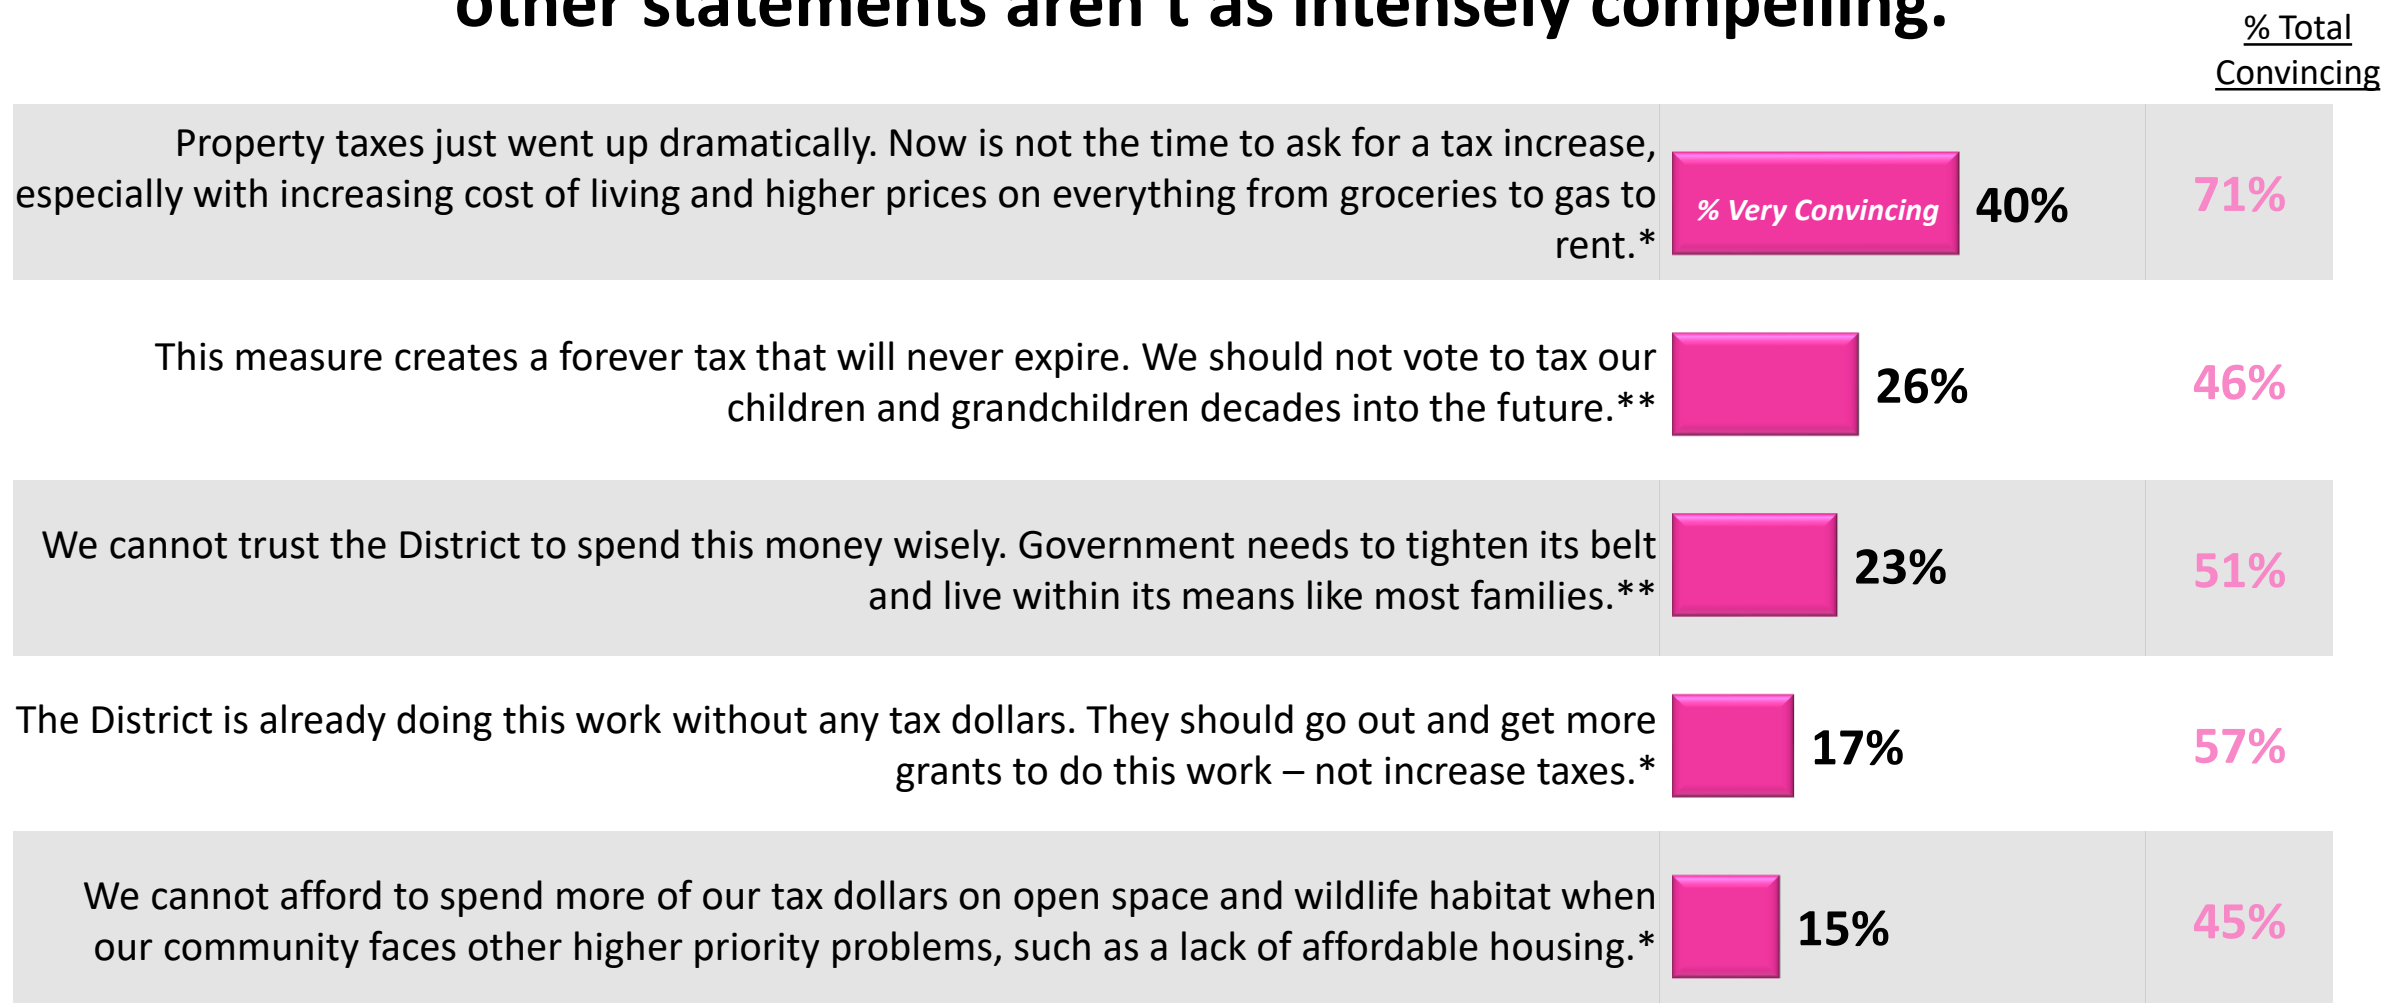 other statements aren't as intensely compelling.
% Total
Convincing
Property taxes just went up dramatically. Now is not the time to ask for a tax increase,
especially with increasing cost of living and higher prices on everything from groceries to gas to
rent.*
% Very Convincing 40%
71%
This measure creates a forever tax that will never expire. We should not vote to tax our
children and grandchildren decades into the future.**
26%
46%
We cannot trust the District to spend this money wisely. Government needs to tighten its belt
and live within its means like most families.**
23%
51%
The District is already doing this work without any tax dollars. They should go out and get more
grants to do this work – not increase taxes.*
17%
57%
We cannot afford to spend more of our tax dollars on open space and wildlife habitat when
our community faces other higher priority problems, such as a lack of affordable housing.*
15%
45%